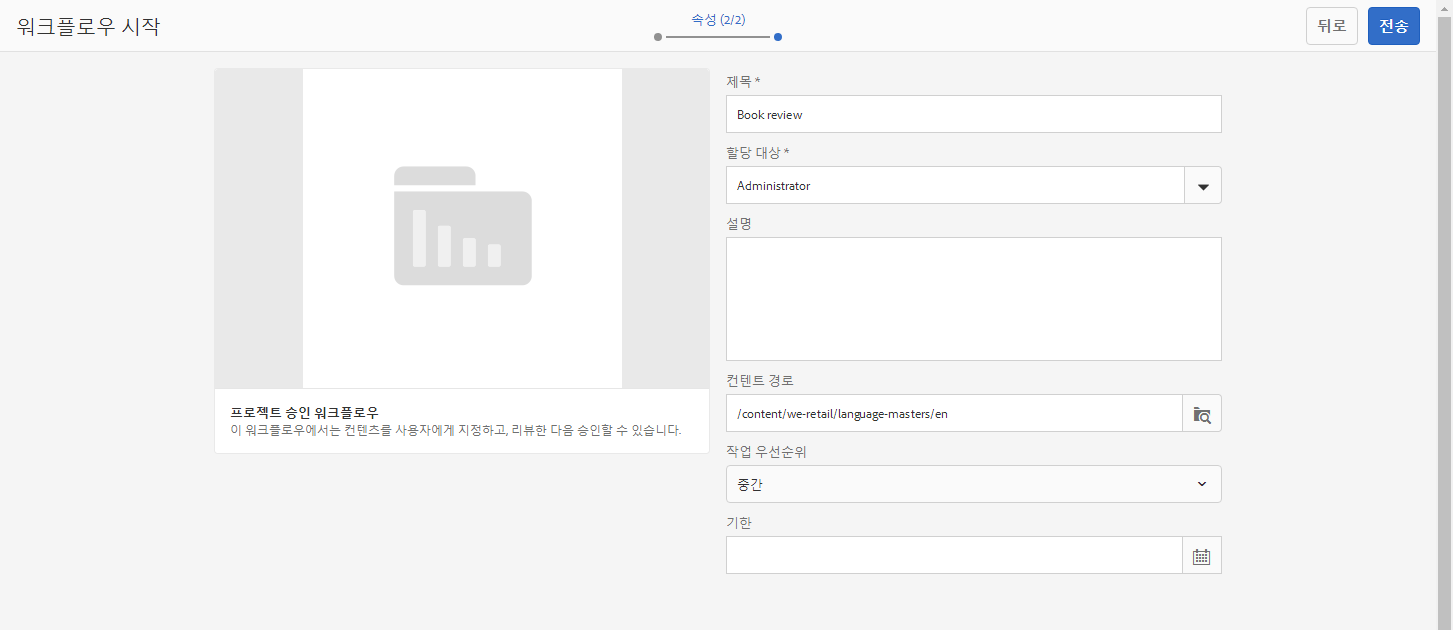 워크플로우 시작
속성 (2/2)
뒤로
전송
프로젝트 승인 워크플로우
이 워크플로우에서는 컨텐츠를 사용자에게 지정하고, 리뷰한 다음 승인할 수 있습니다.
제목 *
Book review
할당 대상 *
Administrator
설명
컨텐트 경로
/content/we-retail/language-masters/en
작업 우선순위
중간
기한